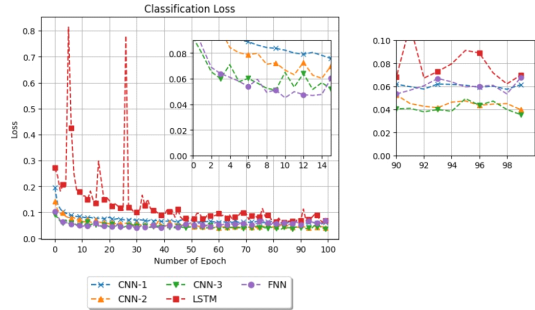 Classification Loss
0.8
0.7
0.6
0.5
0.4
0.3
0.2
0.1
0.0
Loss
0 10 20 30 40 50 60 70 80 90 100
Number of Epoch
0.08
0.06
0.04
0.02
0.00
0 2 4 6 8 10 12 14
0.10
0.08
0.06
0.04
0.02
0.00
90 92 94 96 98
CNN-1 CNN-3 FNN
CNN-2 LSTM